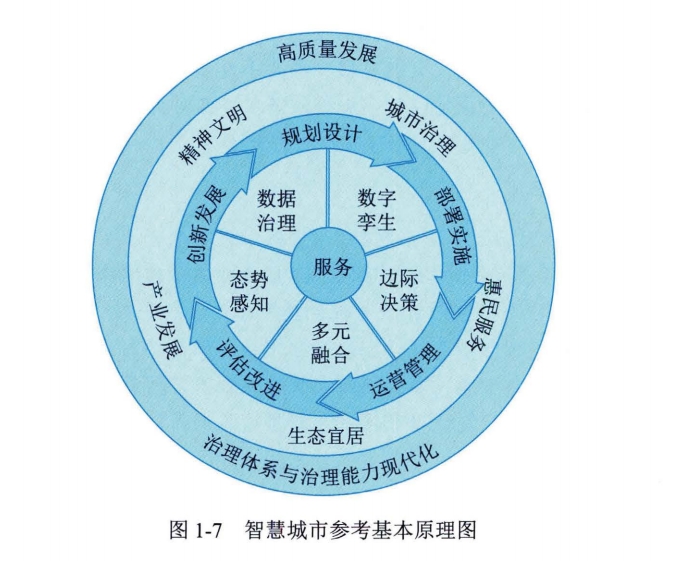 高质量发展
精神文明
城市治理
规划设计
创新发展
部署实施
数据
治理
数字
孪生
服务
态势
感知
边际
决策
多元
融合
产业发展
惠民服务
评估改进
运营管理
生态宜居
治理体系与治理能力现代化
图 1-7 智慧城市参考基本原理图